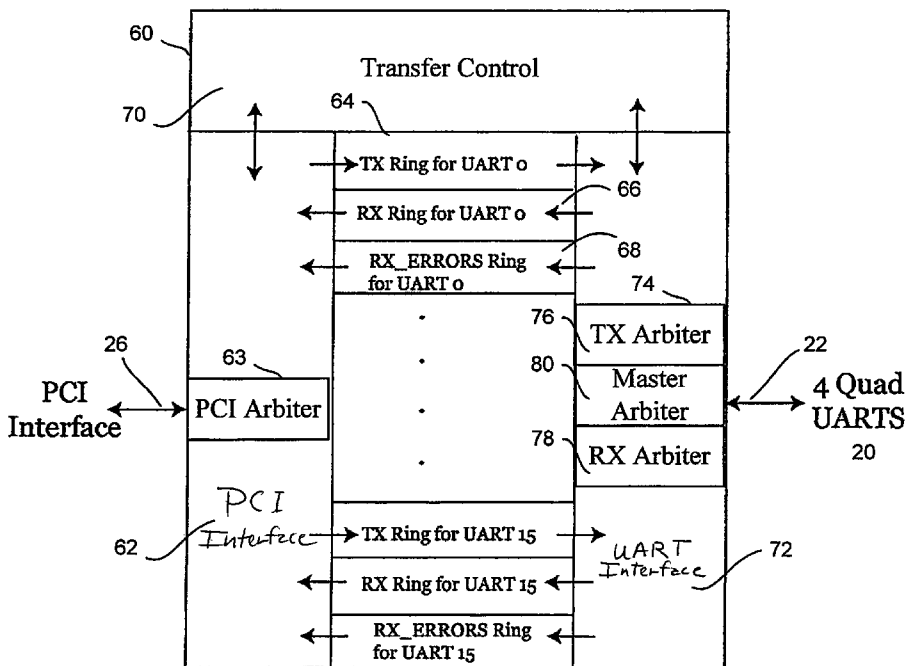 60
Transfer Control
70
64
TX Ring for UART 0
RX Ring for UART 0
66
RX_ERRORS Ring
for UART 0
68
74
76
TX Arbiter
26
63
80
Master
Arbiter
22
PCI
Interface
PCI Arbiter
4 Quad
UARTS
20
78
RX Arbiter
PCI
Interface
62
TX Ring for UART 15
UART
Interface
72
RX Ring for UART 15
RX_ERRORS Ring
for UART 15